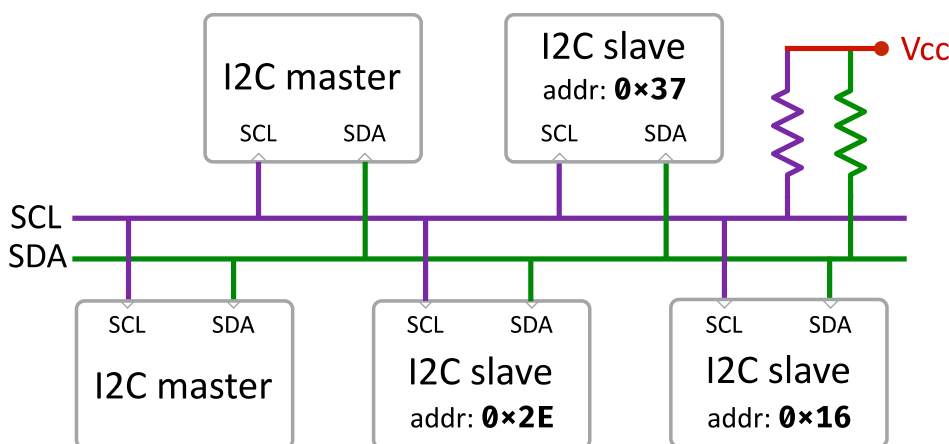 I2C master
SCL SDA
I2C slave
addr: 0×37
SCL SDA
Vcc
SCL
SDA
SCL SDA
I2C master
SCL SDA
I2C slave
addr: 0×2E
SCL SDA
I2C slave
addr: 0×16